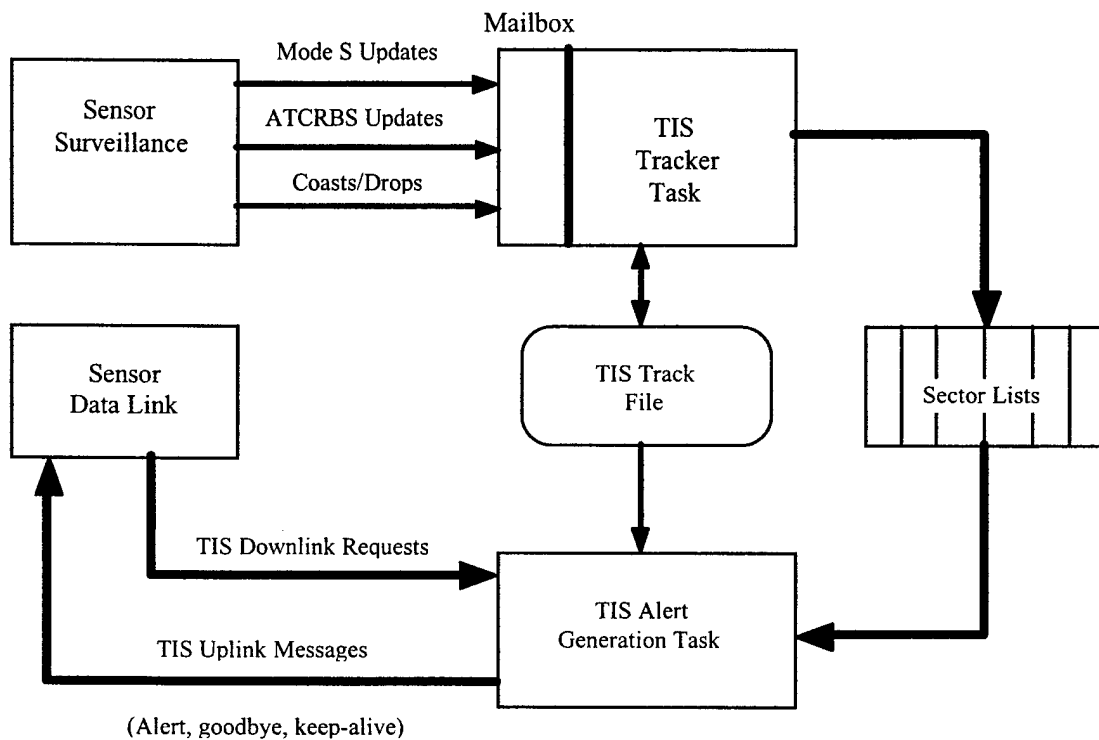 Mailbox
Mode S Updates
Sensor
Surveillance
ATCRBS Updates
Coasts/Drops
TIS
Tracker
Task
Sensor
Data Link
TIS Track
File
Sector Lists
TIS Downlink Requests
TIS Alert
Generation Task
TIS Uplink Messages
(Alert, goodbye, keep-alive)